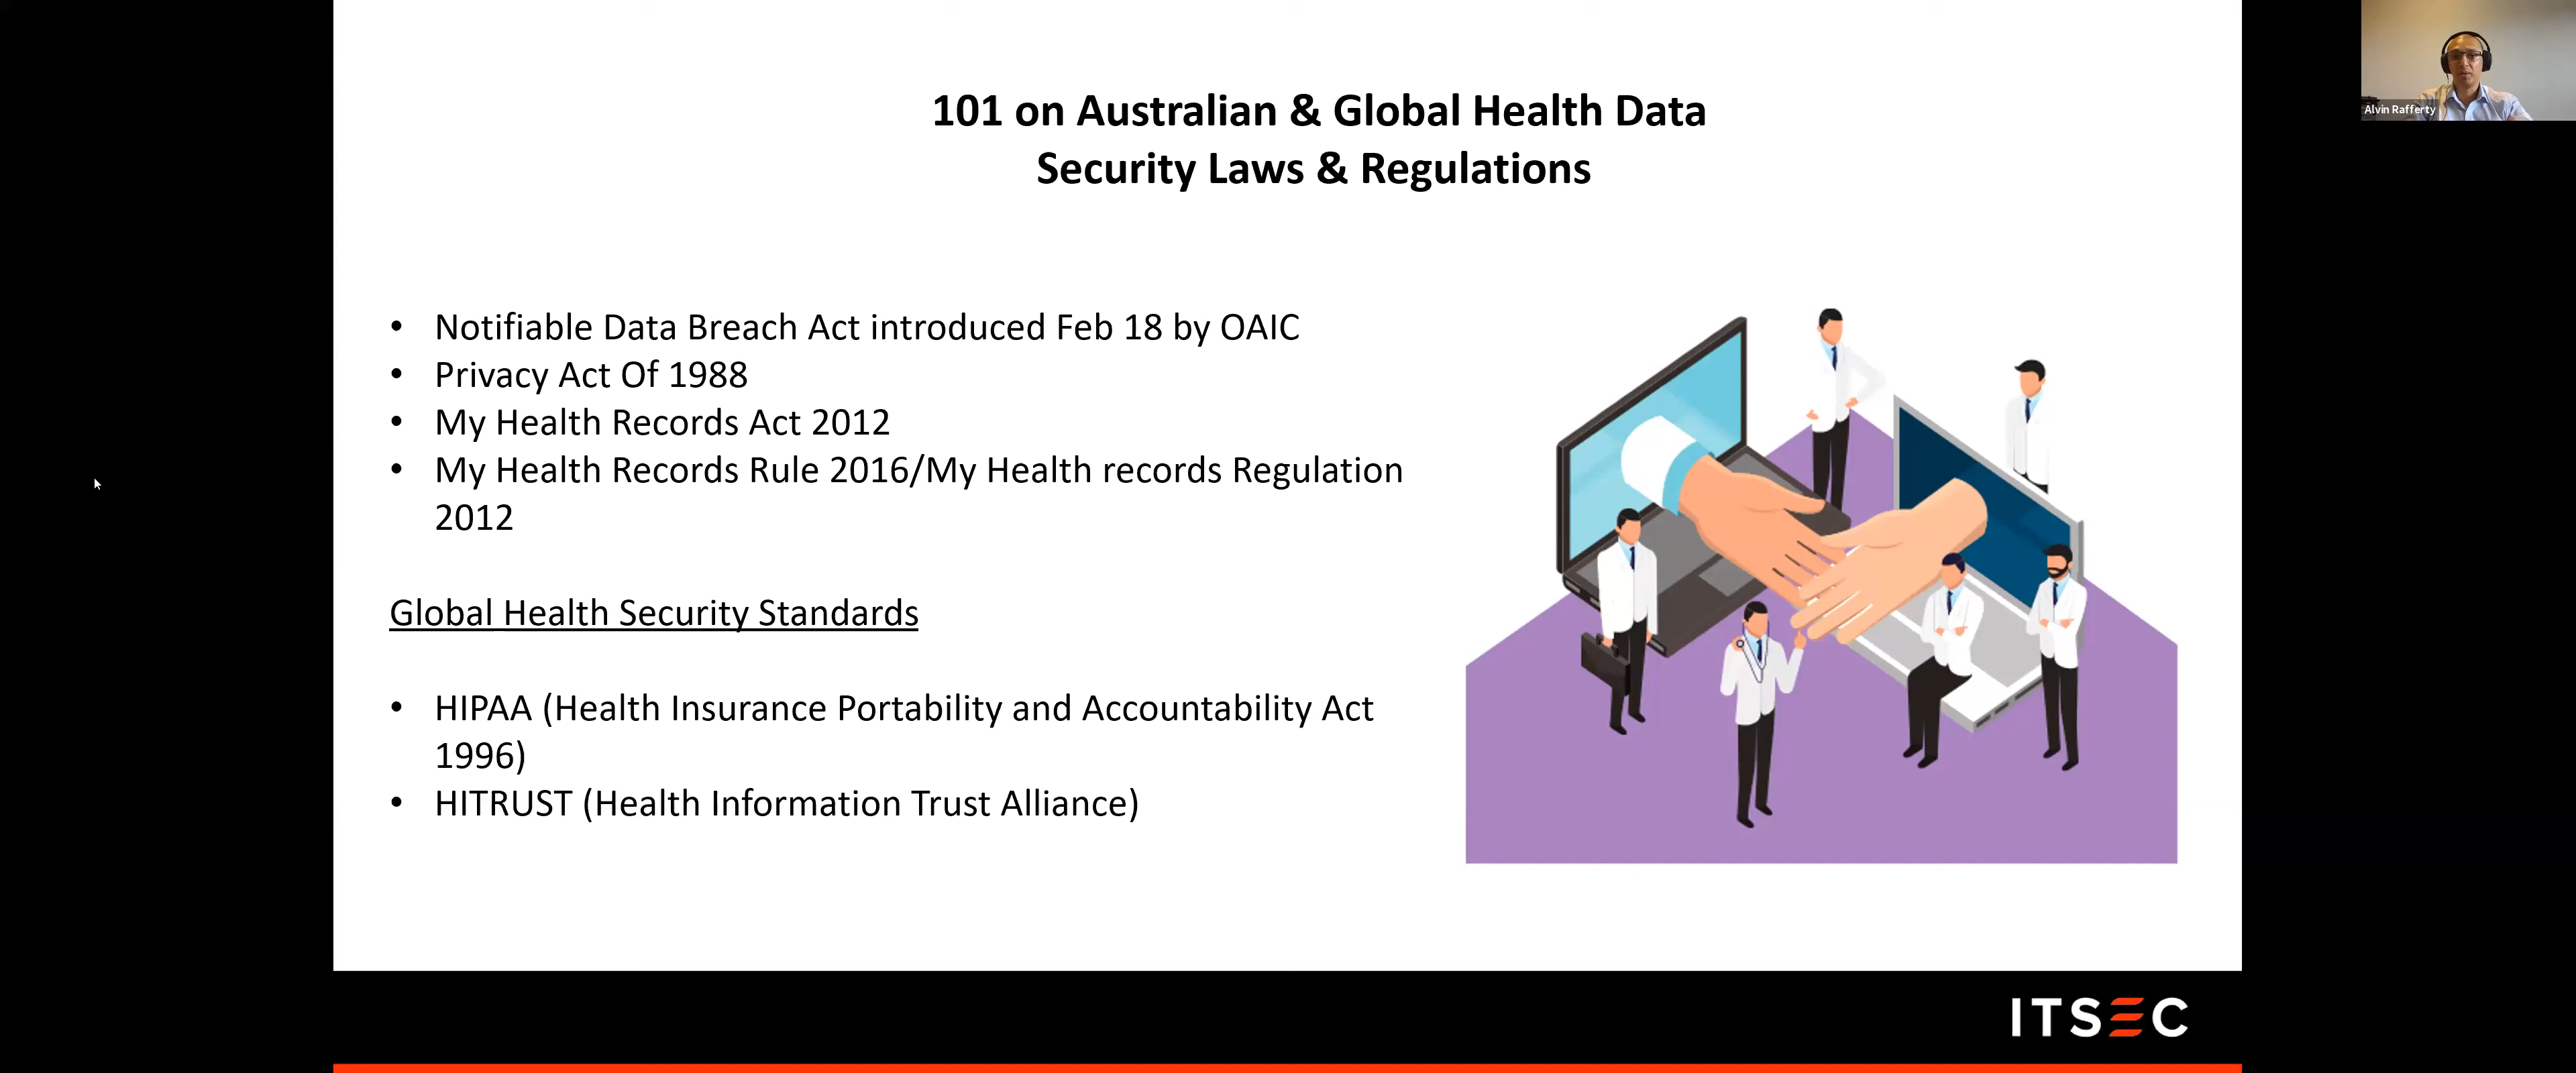 101 on Australian & Global Health Data
Security Laws & Regulations
Alvin Rafferty
• Notifiable Data Breach Act introduced Feb 18 by OAIC
• Privacy Act Of 1988
• My Health Records Act 2012
• My Health Records Rule 2016/My Health records Regulation
2012
Global Health Security Standards
• HIPAA (Health Insurance Portability and Accountability Act
1996)
• HITRUST (Health Information Trust Alliance)
ITSEC